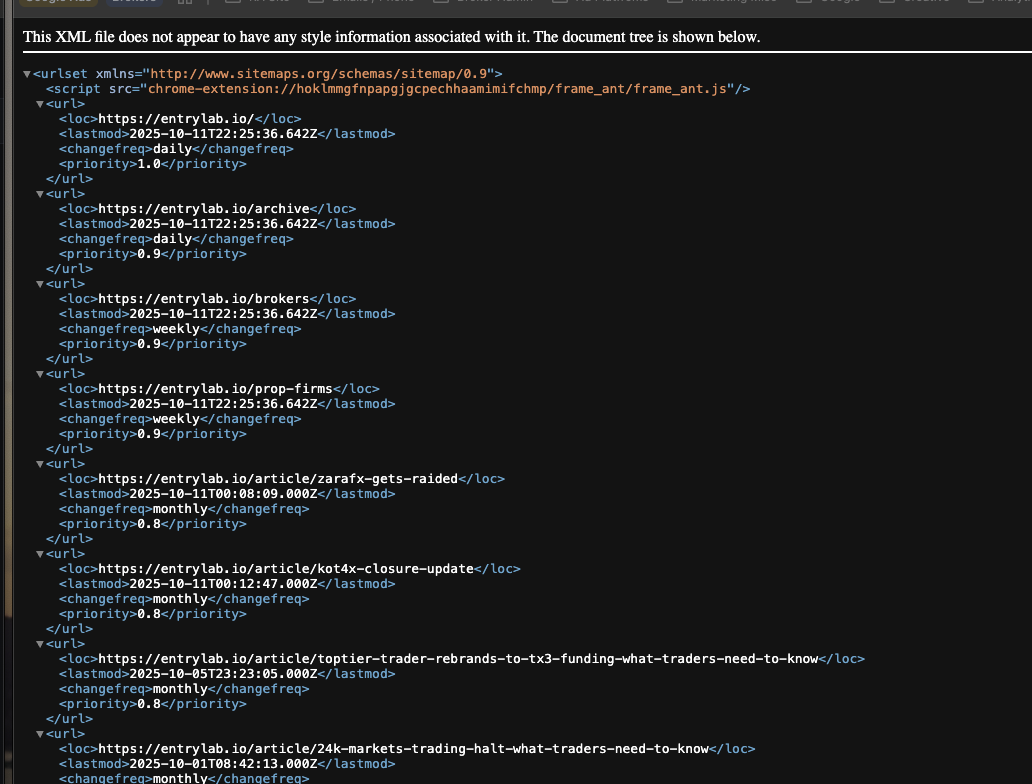 This XML file does not appear to have any style information associated with it. The document tree is shown below.
▼<urlset xmlns="http://www.sitemaps.org/schemas/sitemap/0.9">
<script src="chrome-extension://hoklmmgfnpapgjgcpechhaamimifchmp/frame_ant/frame_ant.js"/>
▼<url>
<loc>https://entrylab.io/</loc>
<lastmod>2025-10-11T22:25:36.642Z</lastmod>
<changefreq>daily</changefreq>
<priority>1.0</priority>
</url>
▼<url>
<loc>https://entrylab.io/archive</loc>
<lastmod>2025-10-11T22:25:36.642Z</lastmod>
<changefreq>daily</changefreq>
<priority>0.9</priority>
</url>
▼<url>
<loc>https://entrylab.io/brokers</loc>
<lastmod>2025-10-11T22:25:36.642Z</lastmod>
<changefreq>weekly</changefreq>
<priority>0.9</priority>
</url>
▼<url>
<loc>https://entrylab.io/prop-firms</loc>
<lastmod>2025-10-11T22:25:36.642Z</lastmod>
<changefreq>weekly</changefreq>
<priority>0.9</priority>
</url>
▼<url>
<loc>https://entrylab.io/article/zarafx-gets-raided</loc>
<lastmod>2025-10-11T00:08:09.000Z</lastmod>
<changefreq>monthly</changefreq>
<priority>0.8</priority>
</url>
▼<url>
<loc>https://entrylab.io/article/kot4x-closure-update</loc>
<lastmod>2025-10-11T00:12:47.000Z</lastmod>
<changefreq>monthly</changefreq>
<priority>0.8</priority>
</url>
▼<url>
<loc>https://entrylab.io/article/toptier-trader-rebrands-to-tx3-funding-what-traders-need-to-know</loc>
<lastmod>2025-10-05T23:23:05.000Z</lastmod>
<changefreq>monthly</changefreq>
<priority>0.8</priority>
</url>
▼<url>
<loc>https://entrylab.io/article/24k-markets-trading-halt-what-traders-need-to-know</loc>
<lastmod>2025-10-01T08:42:13.000Z</lastmod>
<changefreq>monthly</changefreq>